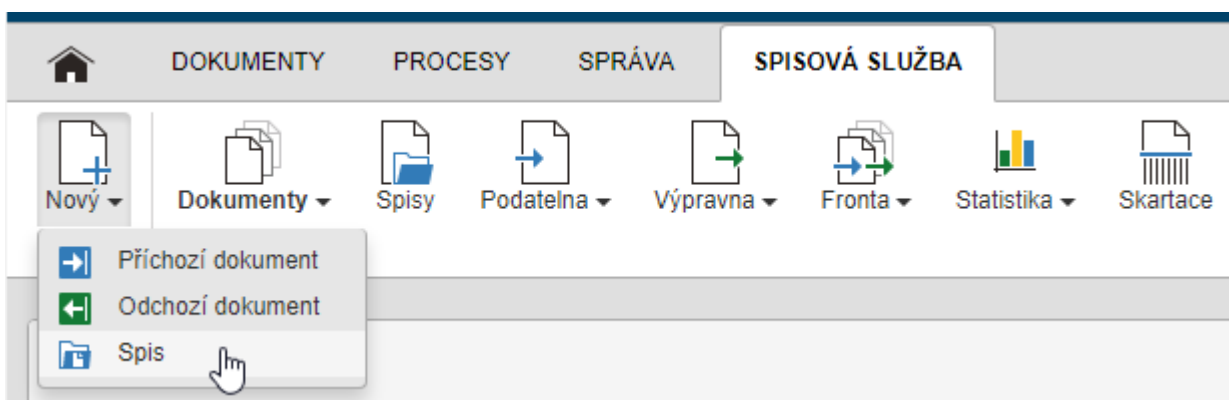 DOKUMENTY PROCESY SPRÁVA SPISOVÁ SLUŽBA
Nový Dokumenty Spisy Podatelna Výpravna Fronta Statistika Skartace
Příchozí dokument
Odchozí dokument
Spis